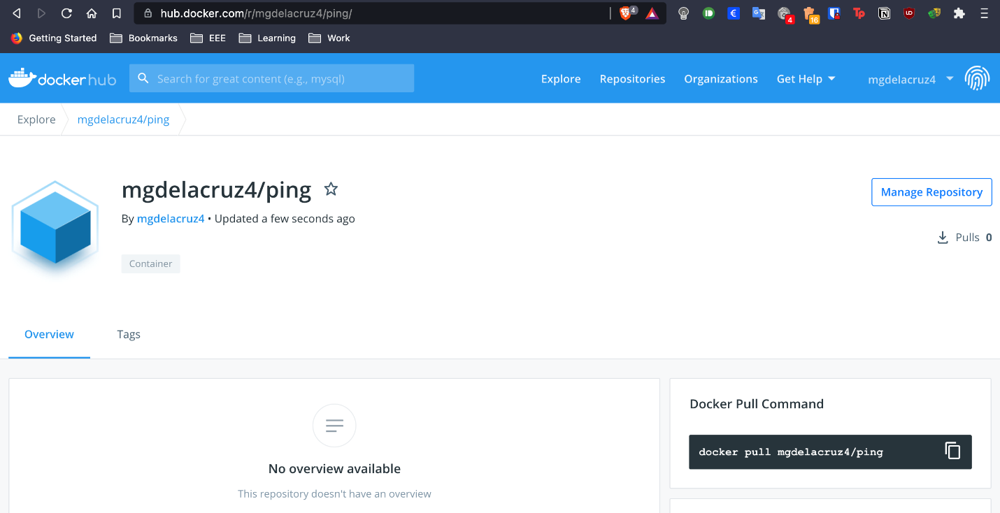 hub.docker.com/r/mgdelacruz4/ping/
4
4
16
Getting Started Bookmarks EEE Learning Work
docker hub Search for great content (e.g., mysql) Explore Repositories Organizations Get Help mgdelacruz4
Explore mgdelacruz4/ping
mgdelacruz4/ping
Manage Repository
By mgdelacruz4 • Updated a few seconds ago
Pulls 0
Container
Overview Tags
Docker Pull Command
docker pull mgdelacruz4/ping
No overview available
This repository doesn't have an overview